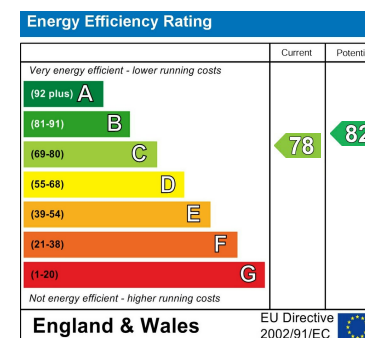 Energy Efficiency Rating
Current Potenti
Very energy efficient - lower running costs
(92 plus) A
(81-91) B
(69-80) C
(55-68) D
(39-54) E
(21-38) F
(1-20) G
78
82
Not energy efficient - higher running costs
England & Wales
EU Directive
2002/91/EC